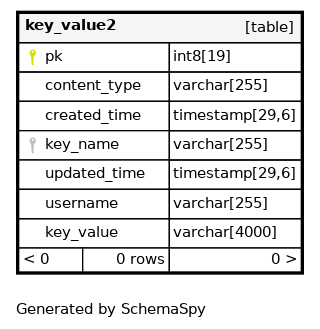 key_value2 [table]
pk int8[19]
content_type varchar[255]
created_time timestamp[29,6]
key_name varchar[255]
updated_time timestamp[29,6]
username varchar[255]
key_value varchar[4000]
< 0 0 rows 0 >
Generated by SchemaSpy